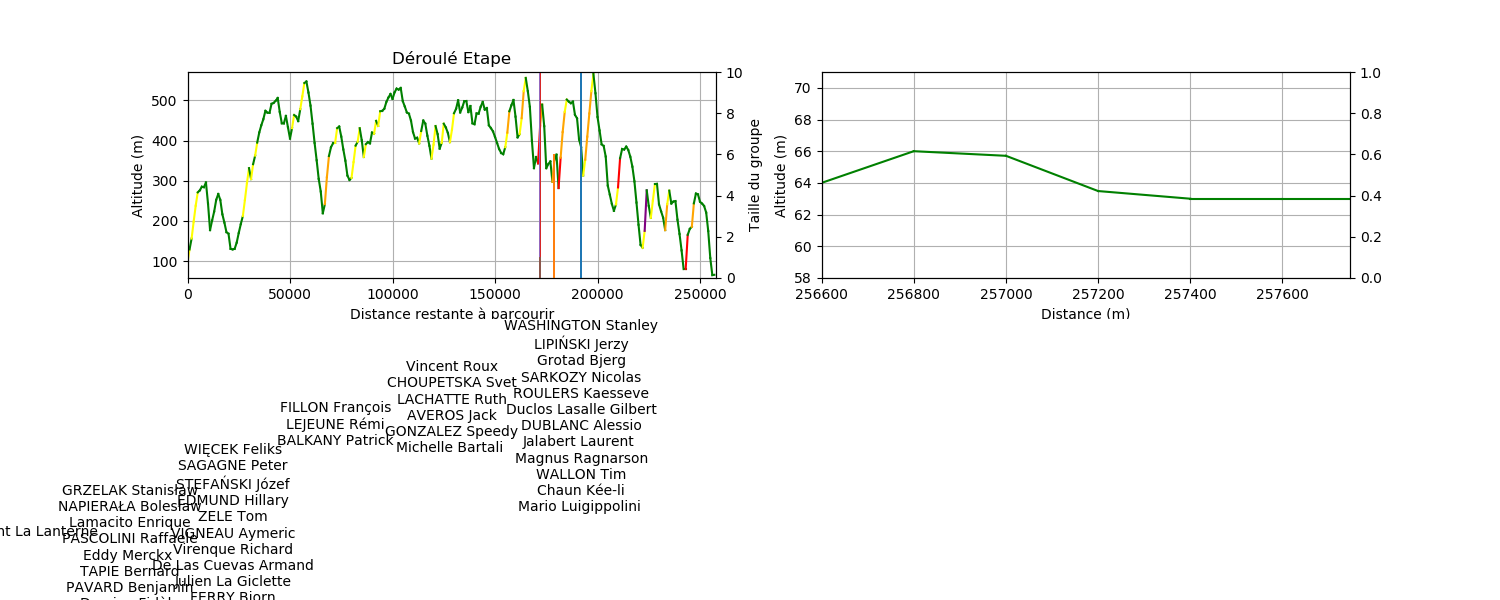 Déroulé Etape
Altitude (m)
500
400
300
200
100
10
8
6
4
2
0
Taille du groupe
0 50000 100000 150000 200000 250000
Distance restante à parcourir
Altitude (m)
70
68
66
64
62
60
58
1.0
0.8
0.6
0.4
0.2
0.0
256600 256800 257000 257200 257400 257600
Distance (m)
WASHINGTON Stanley
LIPIŃSKI Jerzy
Grotad Bjerg
SARKOZY Nicolas
ROULERS Kaesseve
Duclos Lasalle Gilbert
DUBLANC Alessio
Jalabert Laurent
Magnus Ragnarson
WALLON Tim
Chaun Kée-li
Mario Luigippolini
Vincent Roux
CHOUPETSKA Svet
LACHATTE Ruth
AVEROS Jack
GONZALEZ Speedy
Michelle Bartali
FILLON François
LEJEUNE Rémi
BALKANY Patrick
WIĘCEK Feliks
SAGAGNE Peter
STEFAŃSKI Józef
EDMUND Hillary
ZELE Tom
VIGNEAU Aymeric
Virenque Richard
De Las Cuevas Armand
Julien La Giclette
FERRY Bjorn
GRZELAK Stanisław
NAPIERAŁA Bolesław
Lamacito Enrique
PASCOLINI Raffaele
Eddy Merckx
TAPIE Bernard
PAVARD Benjamin
nt La Lanterne